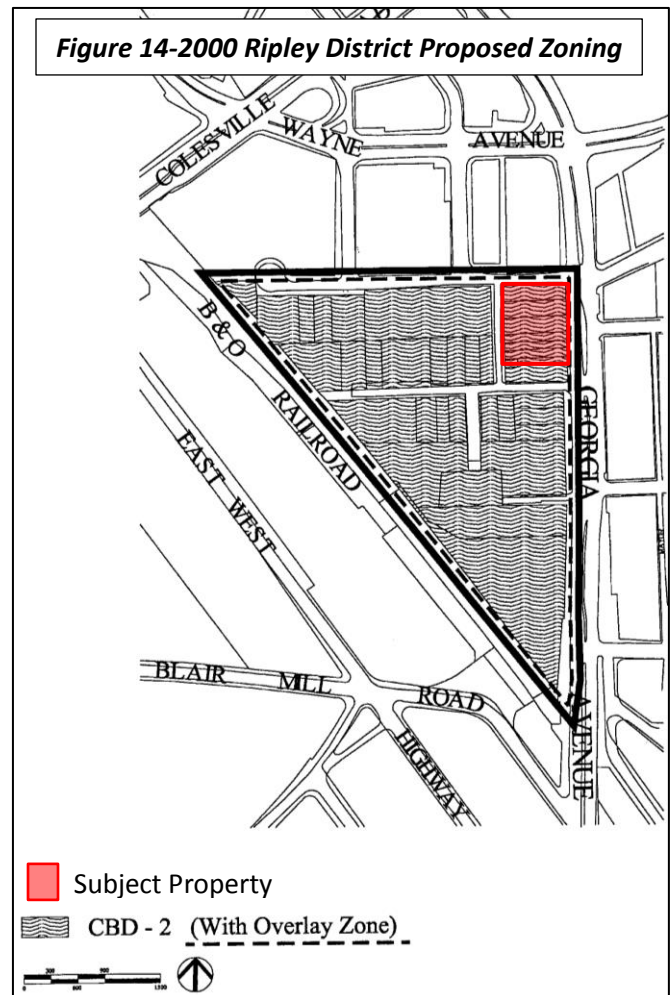 Figure 14-2000 Ripley District Proposed Zoning
COLESVILLE
WAYNE
AVENUE
B & O
RAILROAD
GEORGIA
EAST WEST
BLAIR MILL ROAD
AVENUE
HIGHWAY
Subject Property
CBD - 2 (With Overlay Zone)